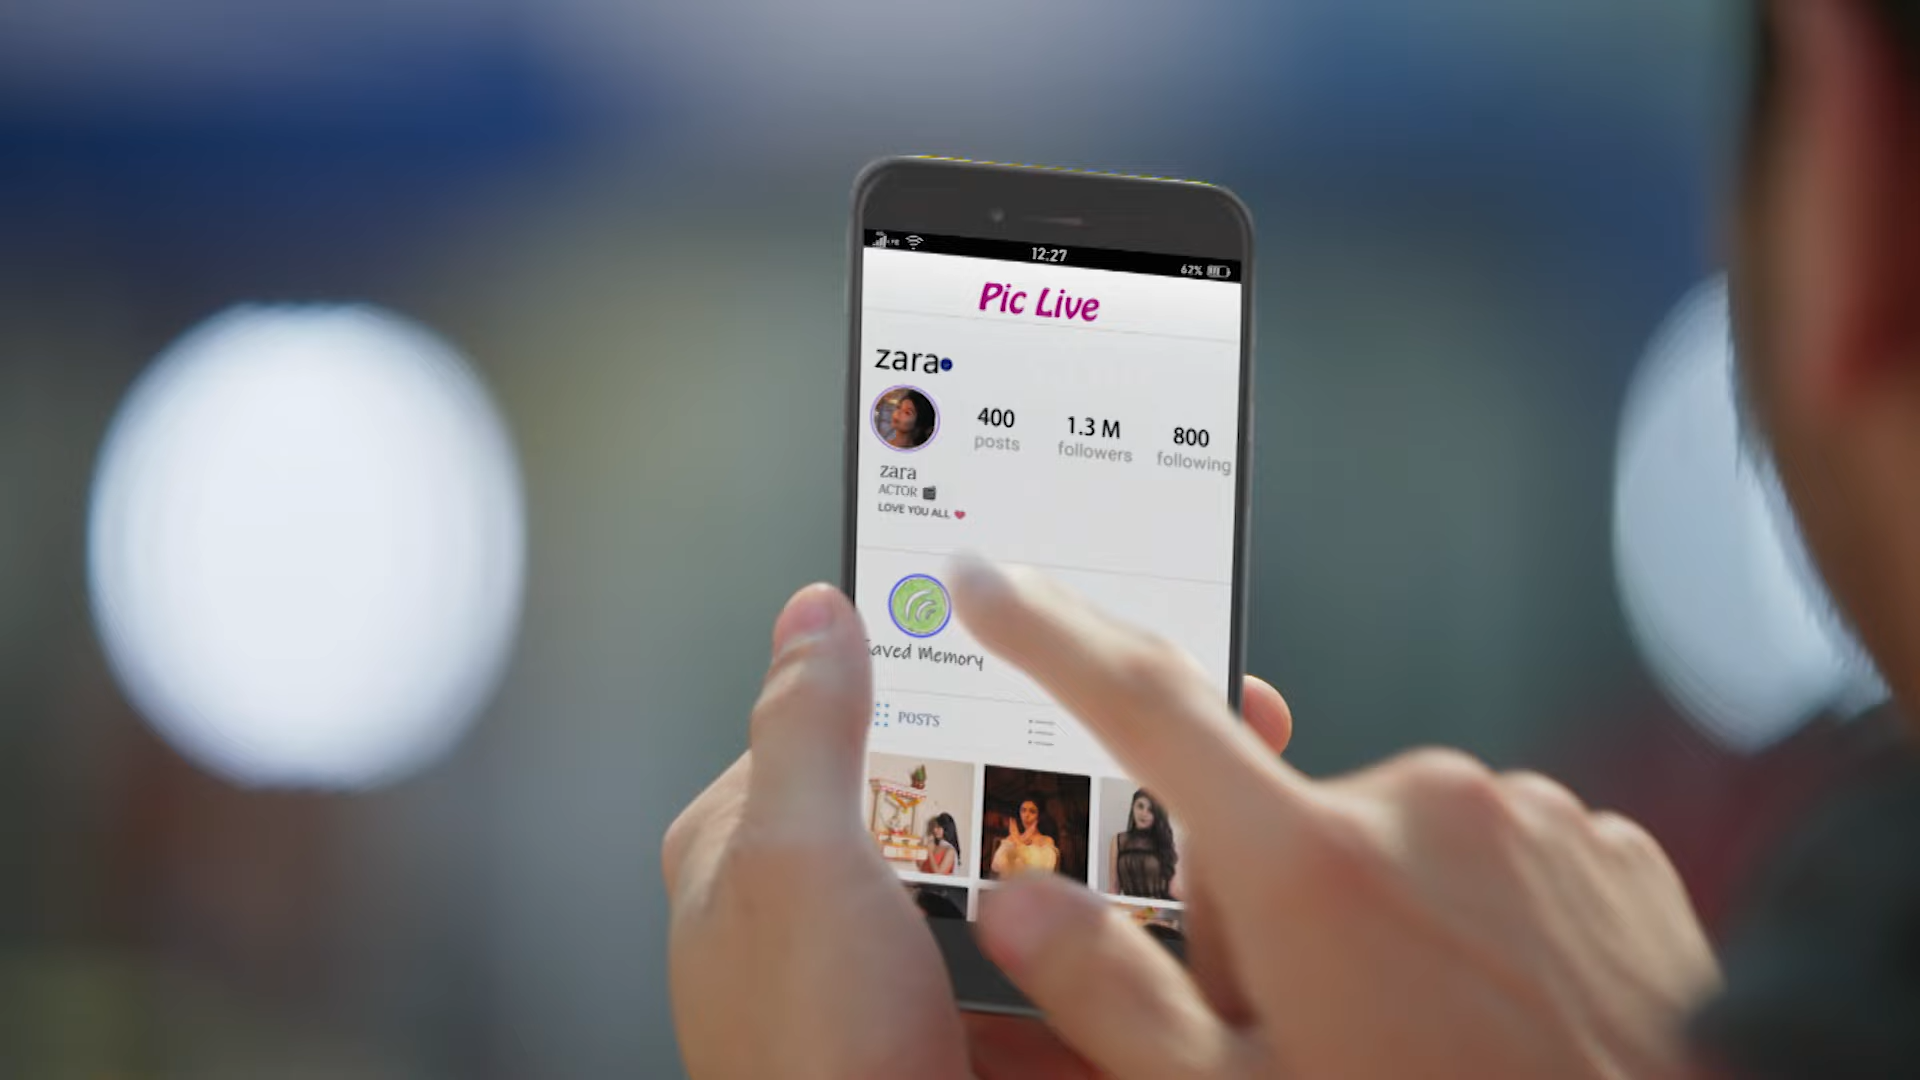 12:27
62%
Pic Live
zara
400 1.3 M 800
posts followers following
zara
ACTOR
LOVE YOU ALL
Saved Memory
POSTS